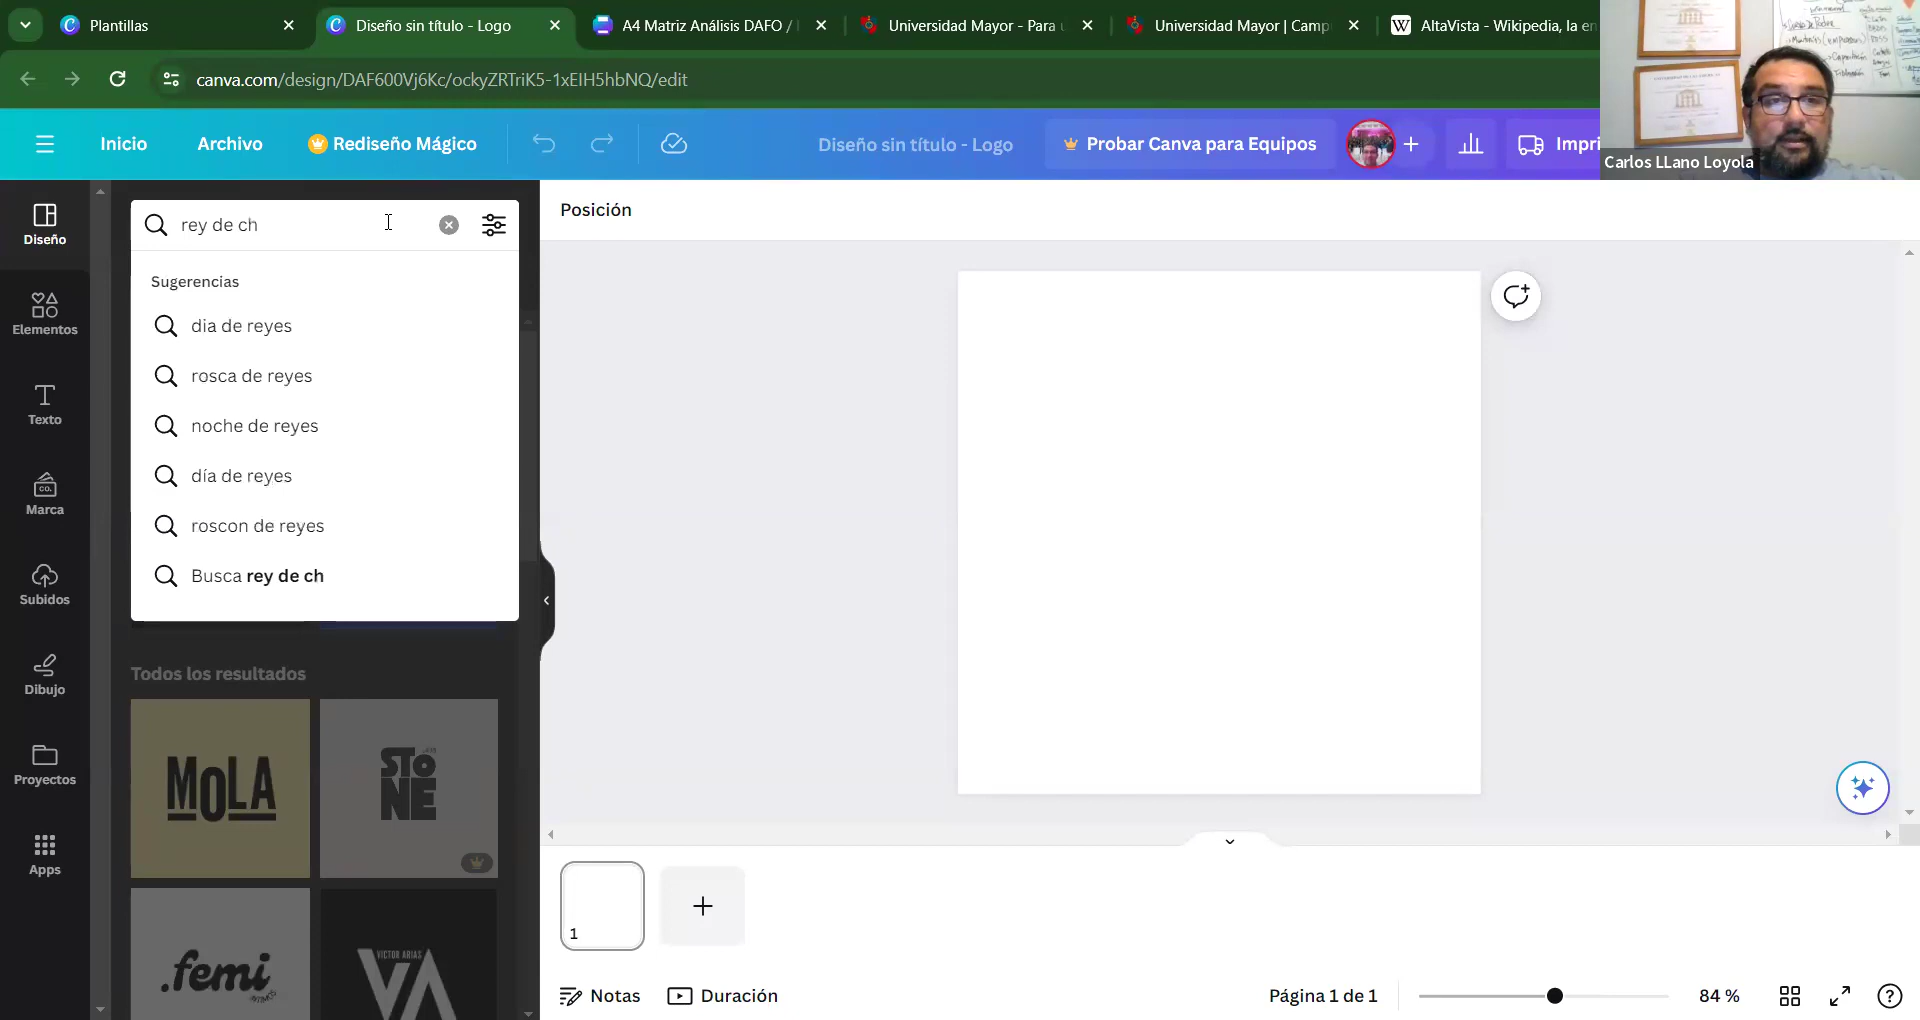 Plantillas
Diseño sin título - Logo
A4 Matriz Análisis DAFO /
Universidad Mayor - Para u
Universidad Mayor | Camp
W AltaVista - Wikipedia, la en
canva.com/design/DAF600Vj6Kc/ockyZRTriK5-1xEIH5hbNQ/edit
Inicio
Archivo
Rediseño Mágico
Diseño sin título - Logo
Probar Canva para Equipos
Impri
Carlos LLano Loyola
Diseño
Elementos
Texto
CO.
Marca
Subidos
Dibujo
Proyectos
Apps
rey de ch
Sugerencias
dia de reyes
rosca de reyes
noche de reyes
día de reyes
roscon de reyes
Busca rey de ch
Todos los resultados
MOLA
STO
NE
.femi
VICTOR ARIAS
VA
Posición
1
Notas
Duración
Página 1 de 1
84 %